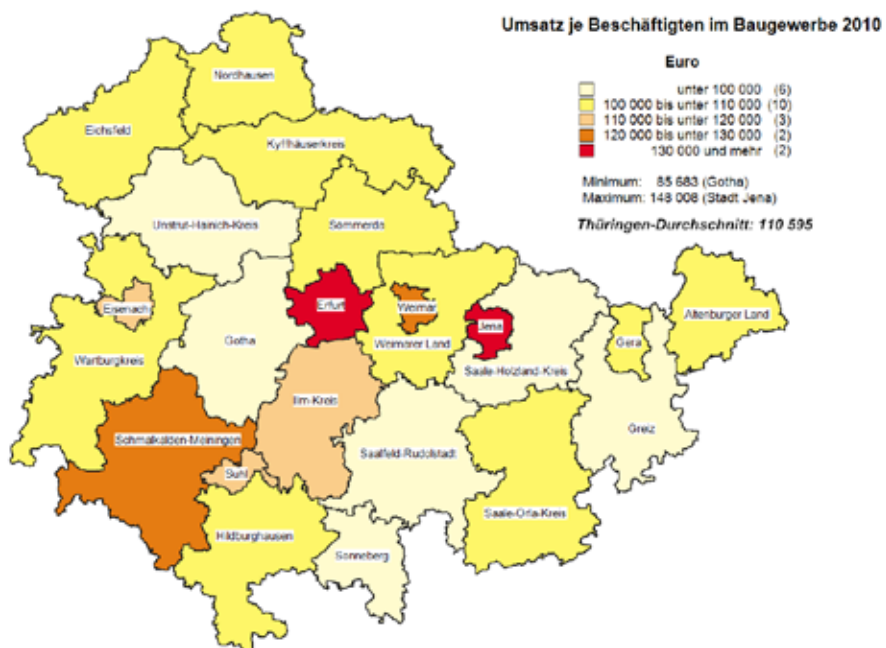 Umsatz je Beschäftigten im Baugewerbe 2010
Euro
unter 100 000 (6)
100 000 bis unter 110 000 (10)
110 000 bis unter 120 000 (3)
120 000 bis unter 130 000 (2)
130 000 und mehr (2)
Minimum: 85 683 (Gotha)
Maximum: 148 008 (Stadt Jena)
Thüringen-Durchschnitt: 110 595
Nordhausen
Eichsfeld
Kyffhäuserkreis
Unstrut-Hainich-Kreis
Sömmerda
Eisenach
Erfurt
Weimar
Jena
Altenburger Land
Gotha
Weimarer Land
Gera
Wartburgkreis
Saale-Holzland-Kreis
Ilm-Kreis
Greiz
Schmalkalden-Meiningen
Saalfeld-Rudolstadt
Suhl
Saale-Orla-Kreis
Hildburghausen
Sonneberg